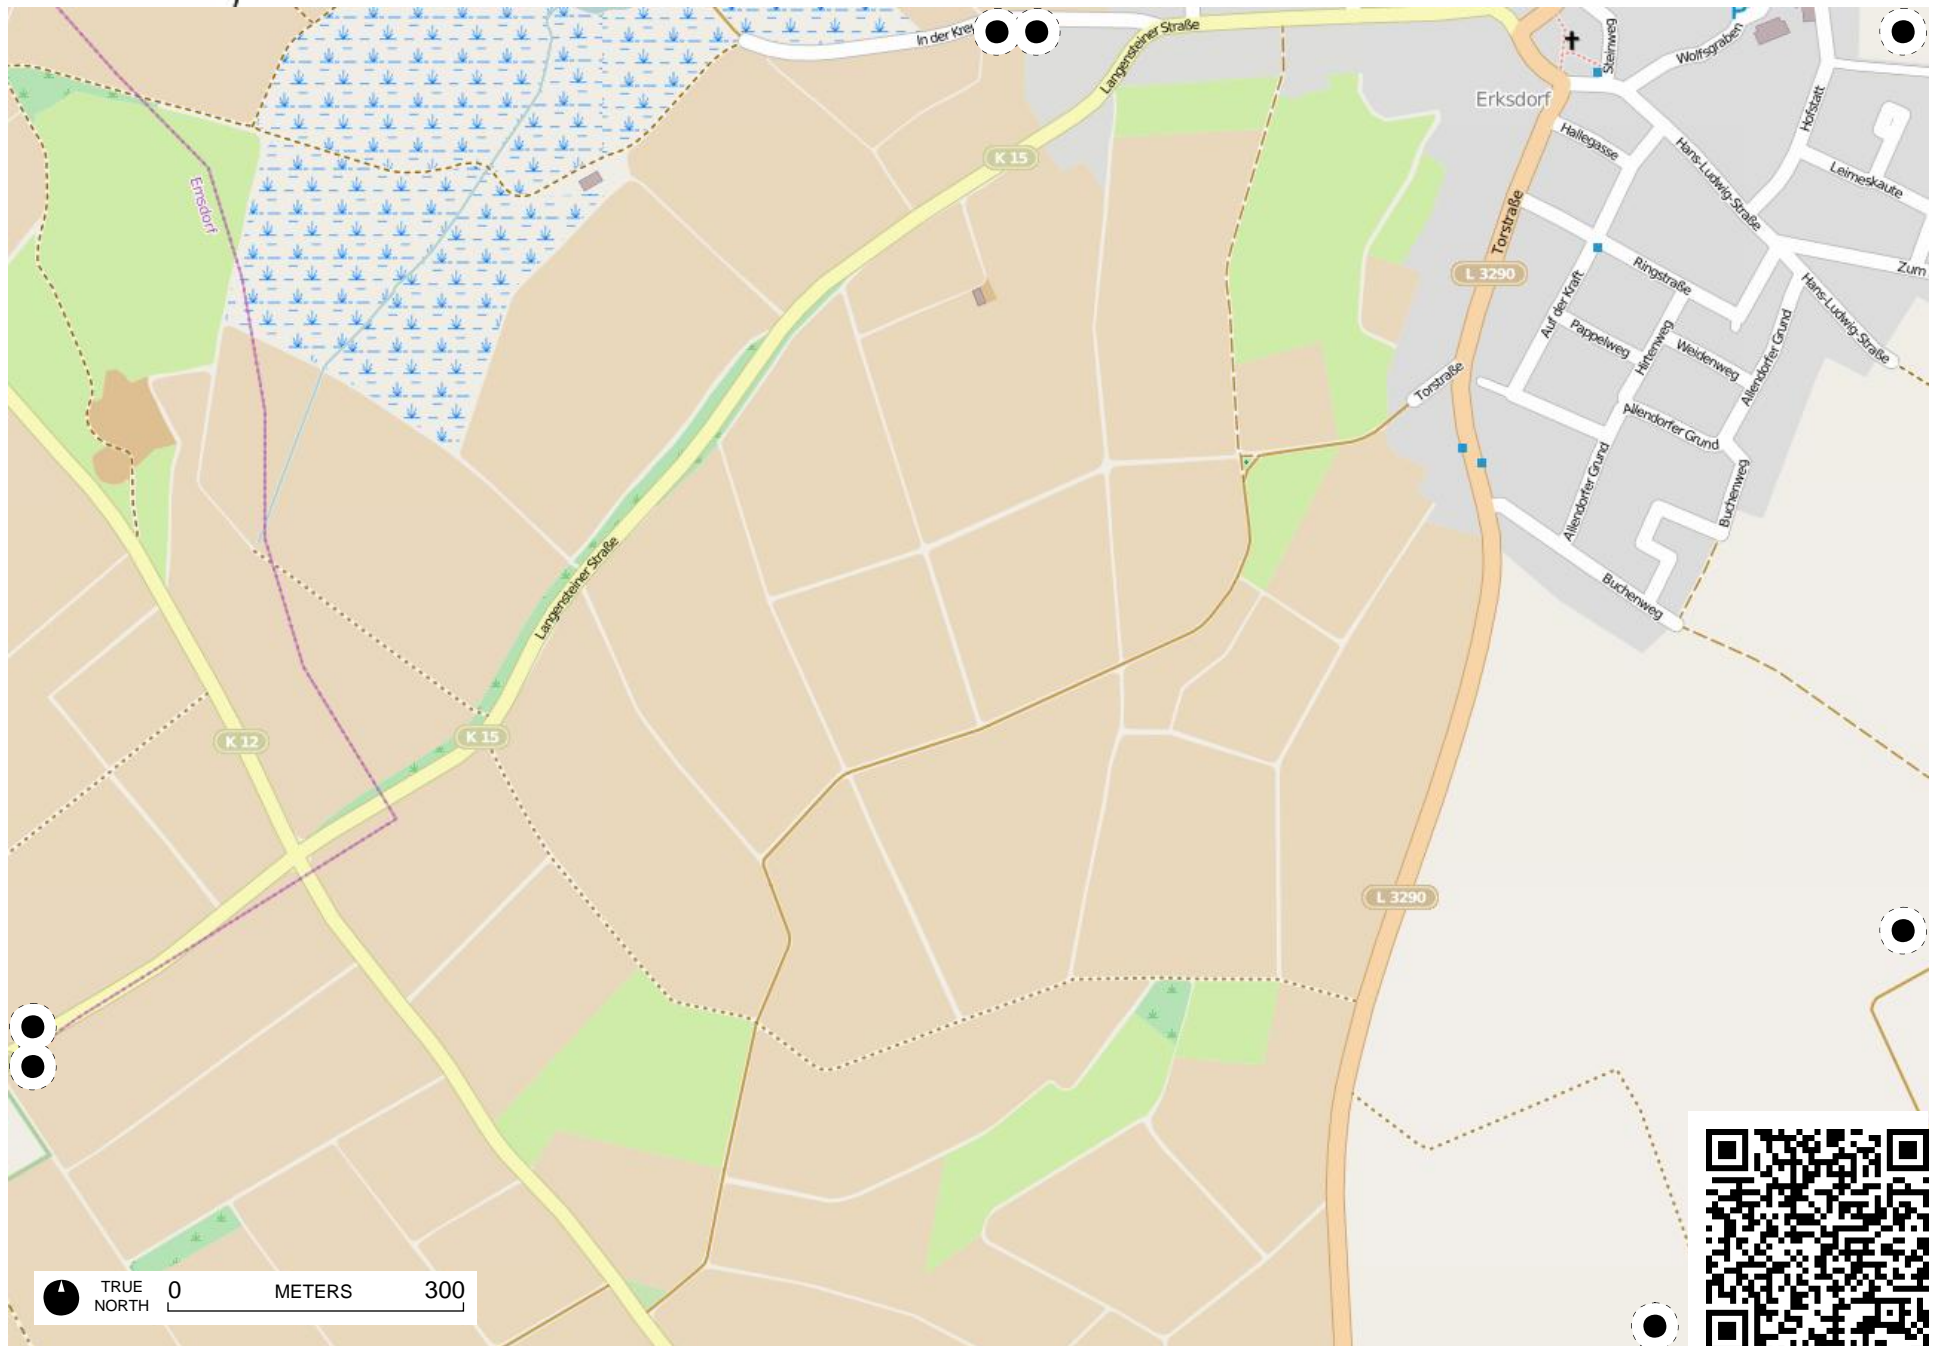 In der Kre
Langensteiner Straße
Steinweg
Wolfsgraben
Erksdorf
Hofstatt
Hallegasse
K 15
Hans-Ludwig-Straße
Leimeskaute
Emsdorf
Torstraße
L 3290
Ringstraße
Zum
Auf der Kraft
Hans-Ludwig-Straße
Pappelweg
Hirtenweg
Weidenweg
Allendorfer Grund
Torstraße
Allendorfer Grund
Allendorfer Grund
Buchenweg
Langensteiner Straße
Buchenweg
K 12
K 15
L 3290
TRUE NORTH
0 METERS 300